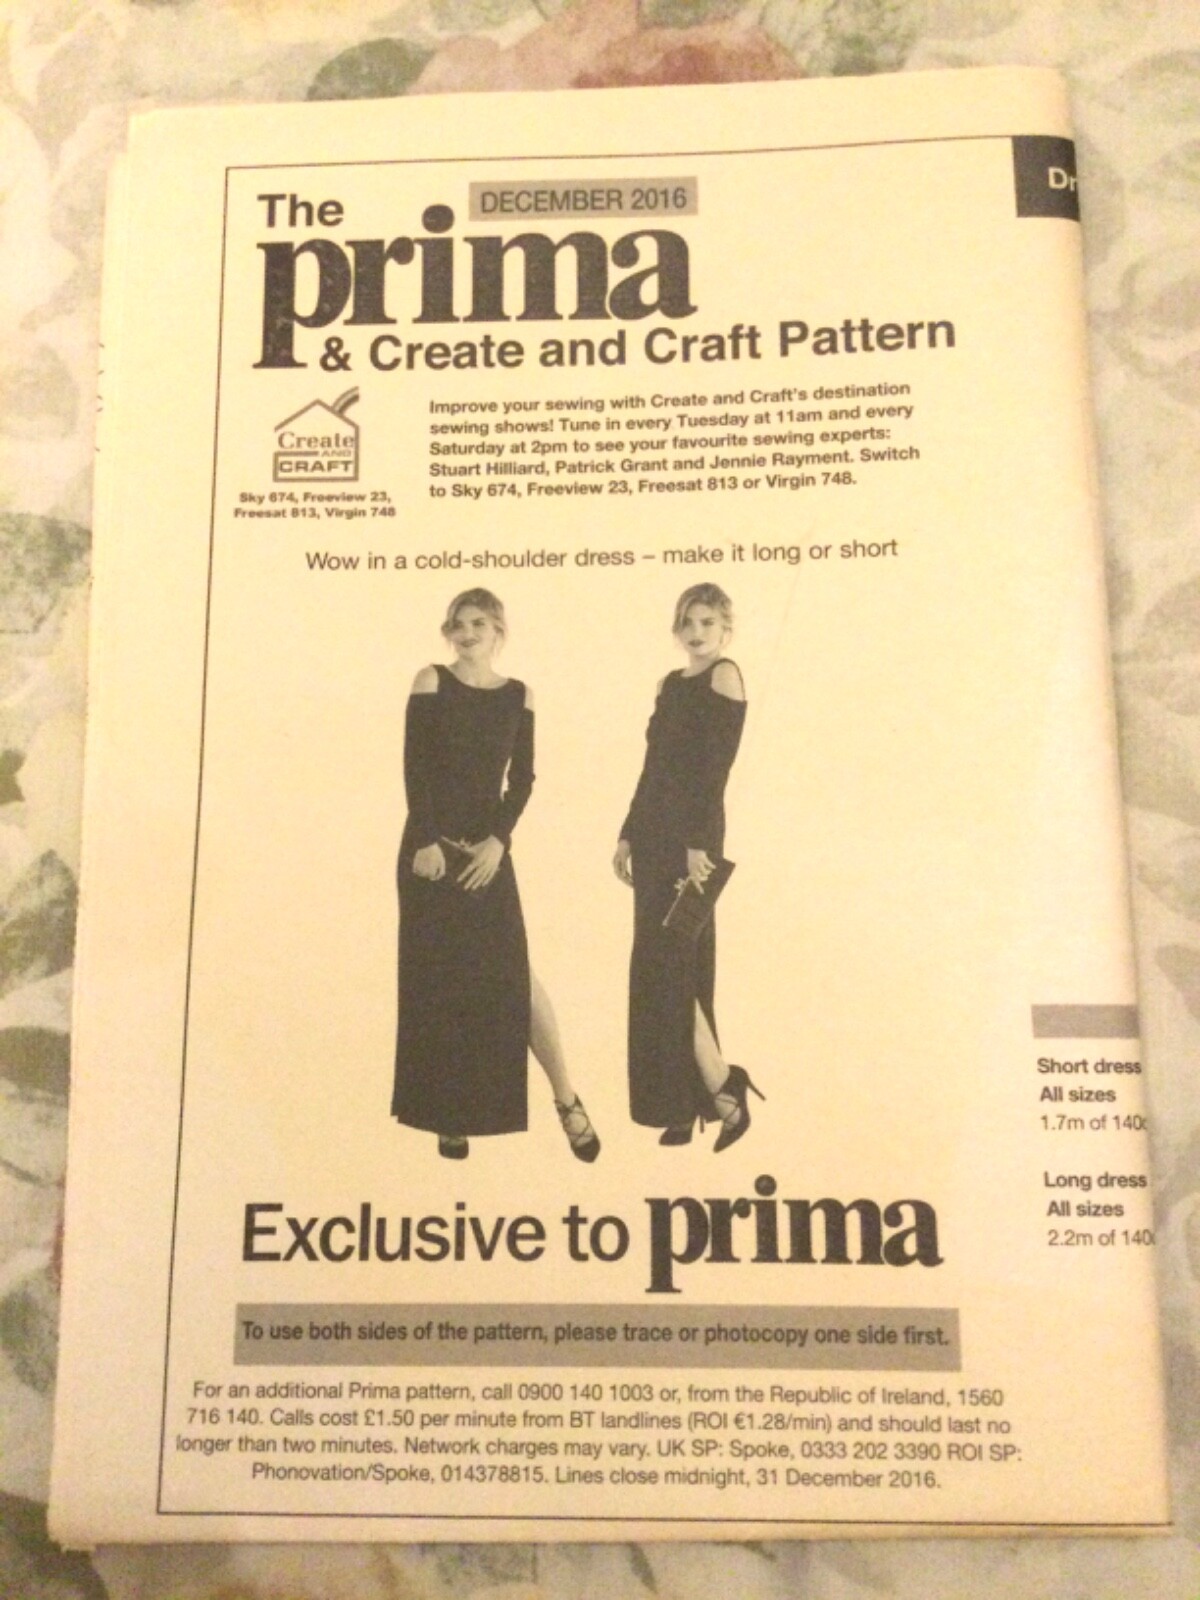 DECEMBER 2016
The
prima
& Create and Craft Pattern
Create
AND
CRAFT
Sky 674, Freeview 23,
Freesat 813, Virgin 748
Improve your sewing with Create and Craft's destination
sewing shows! Tune in every Tuesday at 11am and every
Saturday at 2pm to see your favourite sewing experts:
Stuart Hilliard, Patrick Grant and Jennie Rayment. Switch
to Sky 674, Freeview 23, Freesat 813 or Virgin 748.
Wow in a cold-shoulder dress – make it long or short
Exclusive to prima
To use both sides of the pattern, please trace or photocopy one side first.
For an additional Prima pattern, call 0900 140 1003 or, from the Republic of Ireland, 1560
716 140. Calls cost £1.50 per minute from BT landlines (ROI €1.28/min) and should last no
longer than two minutes. Network charges may vary. UK SP: Spoke, 0333 202 3390 ROI SP:
Phonovation/Spoke, 014378815. Lines close midnight, 31 December 2016.
Short dress
All sizes
1.7m of 140
Long dress
All sizes
2.2m of 140